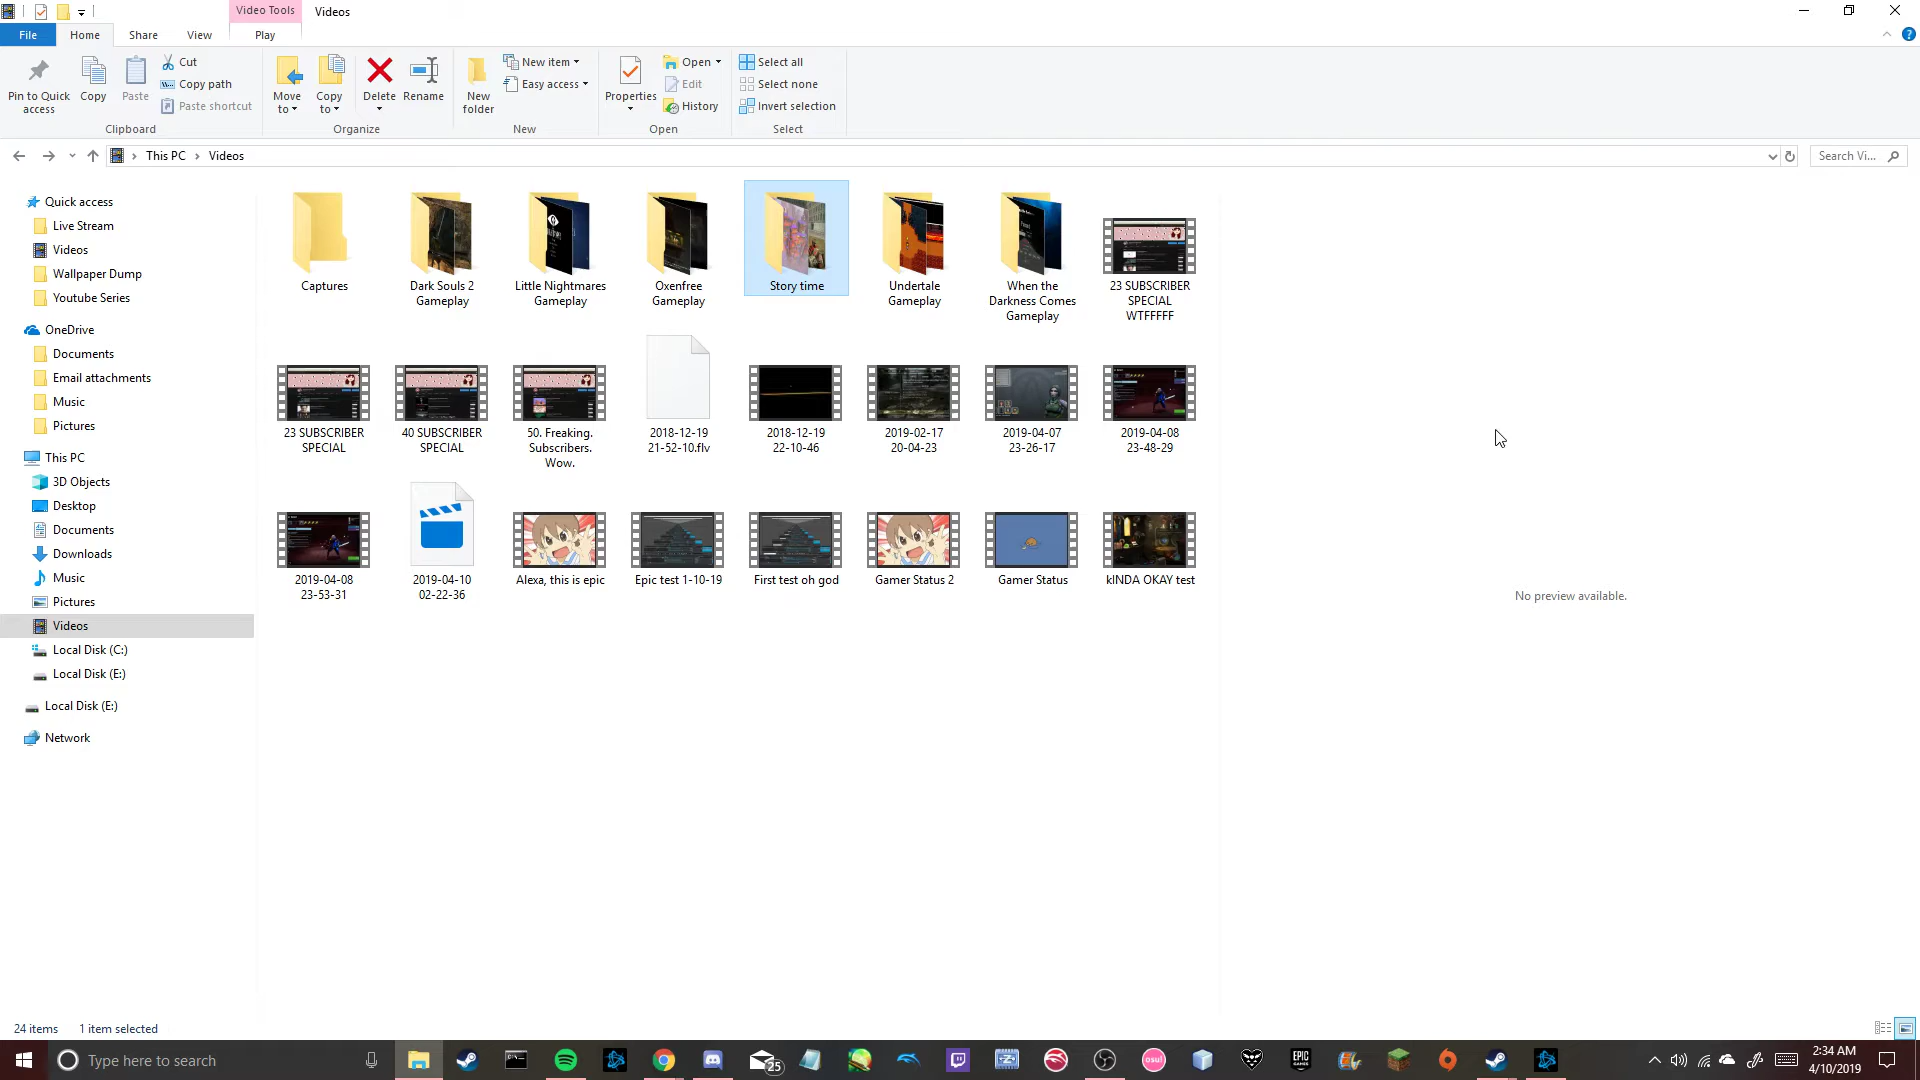 Video Tools
Videos
File
Home
Share
View
Play
Pin to Quick
access
Copy
Paste
Cut
Copy path
Paste shortcut
Clipboard
Move
to
Copy
to
Delete
Rename
Organize
New
folder
New item
Easy access
New
Properties
Open
Edit
History
Open
Select all
Select none
Invert selection
Select
This PC
Videos
Search Vi...
Quick access
Live Stream
Videos
Wallpaper Dump
Youtube Series
OneDrive
Documents
Email attachments
Music
Pictures
This PC
3D Objects
Desktop
Documents
Downloads
Music
Pictures
Videos
Local Disk (C:)
Local Disk (E:)
Local Disk (E:)
Network
Captures
Dark Souls 2
Gameplay
Little Nightmares
Gameplay
Oxenfree
Gameplay
Story time
Undertale
Gameplay
When the
Darkness Comes
Gameplay
23 SUBSCRIBER
SPECIAL
WTFFFFF
23 SUBSCRIBER
SPECIAL
40 SUBSCRIBER
SPECIAL
50. Freaking.
Subscribers.
Wow.
2018-12-19
21-52-10.flv
2018-12-19
22-10-46
2019-02-17
20-04-23
2019-04-07
23-26-17
2019-04-08
23-48-29
2019-04-08
23-53-31
2019-04-10
02-22-36
Alexa, this is epic
Epic test 1-10-19
First test oh god
Gamer Status 2
Gamer Status
kINDA OKAY test
No preview available.
24 items
1 item selected
Type here to search
25
osu!
EPIC
GAMES
2:34 AM
4/10/2019